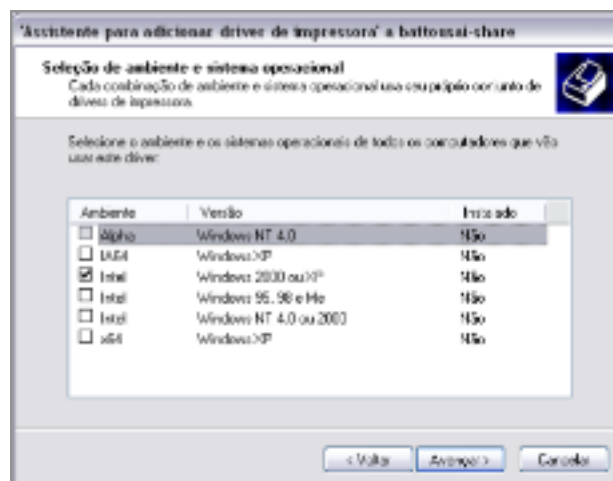 'Assistente para adicionar driver de impressora' a battousai-share
Seleção de ambiente e sistema operacional
Cada combinação de ambiente e sistema operacional usa seu próprio conjunto de
drivers de impressora.
Selecione o ambiente e os sistemas operacionais de todos os computadores que vão
usar este driver:
Ambiente Versão Instalado
Alpha Windows NT 4.0 Não
IA64 Windows XP Não
Intel Windows 2000 ou XP Não
Intel Windows 95, 98 e Me Não
Intel Windows NT 4.0 ou 2000 Não
x64 Windows XP Não
< Voltar Avançar > Cancelar